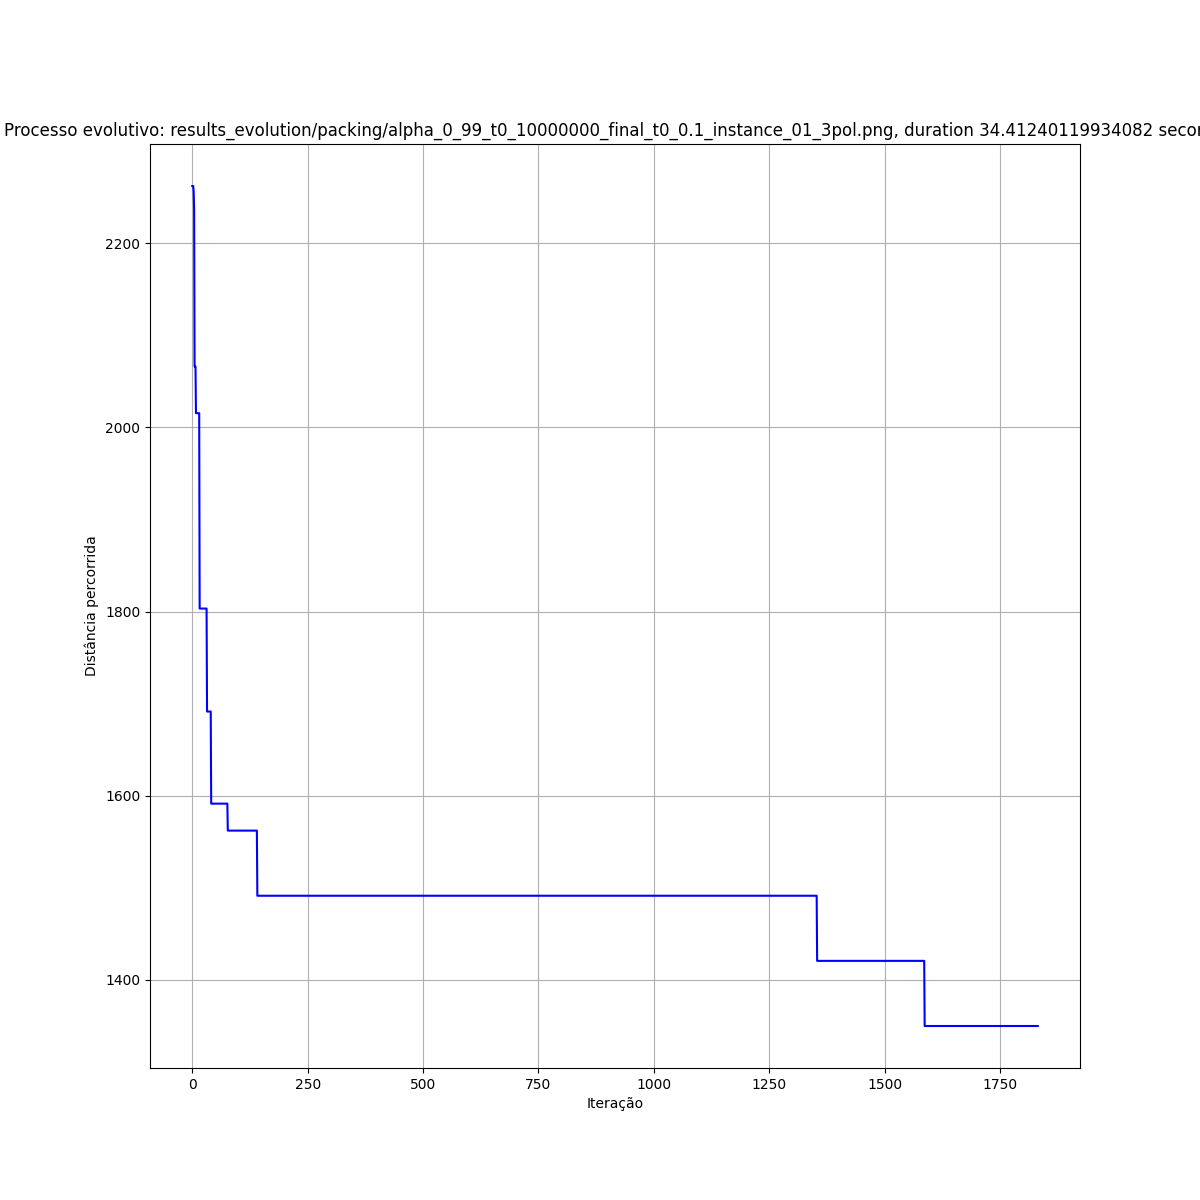 Processo evolutivo: results_evolution/packing/alpha_0_99_t0_10000000_final_t0_0.1_instance_01_3pol.png, duration 34.41240119934082 secon
2200
2000
1800
1600
1400
Distância percorrida
0 250 500 750 1000 1250 1500 1750
Iteração